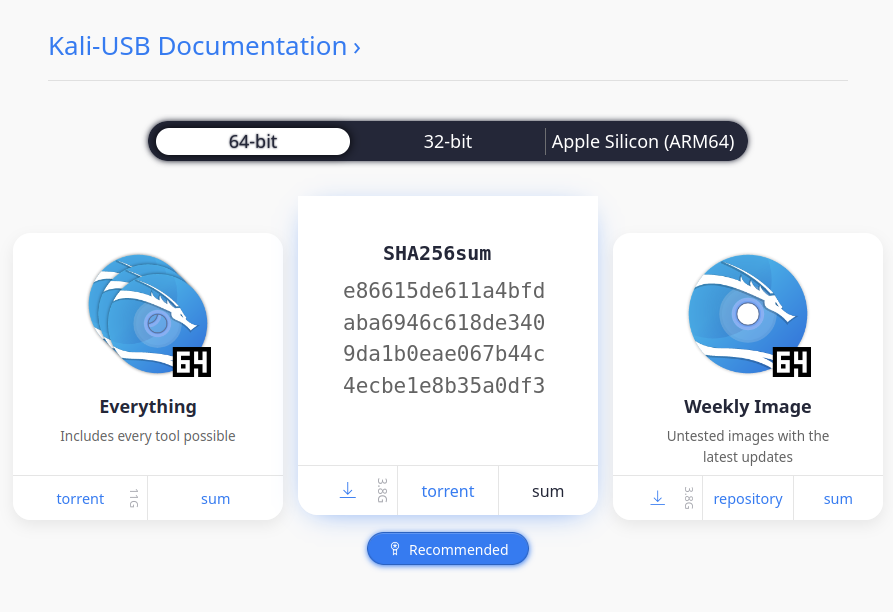 Kali-USB Documentation ›
64-bit
32-bit
Apple Silicon (ARM64)
64
Everything
Includes every tool possible
torrent
11G
sum
SHA256sum
e86615de611a4bfd
aba6946c618de340
9da1b0eae067b44c
4ecbe1e8b35a0df3
3.8G
torrent
sum
Recommended
64
Weekly Image
Untested images with the
latest updates
3.8G
repository
sum